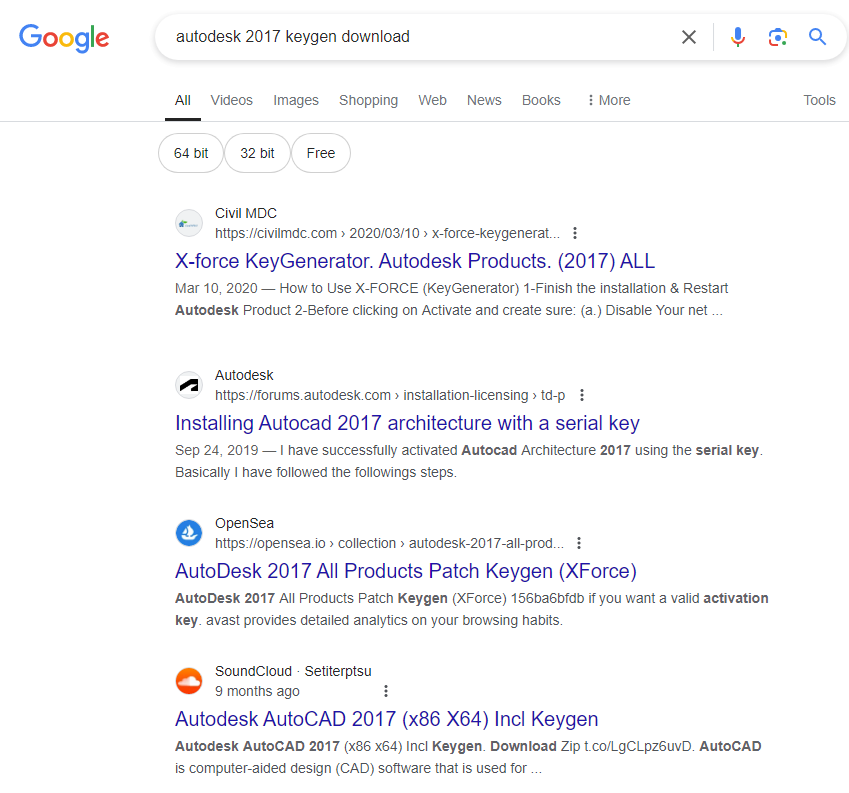 Google
autodesk 2017 keygen download
All Videos Images Shopping Web News Books More Tools
64 bit 32 bit Free
Civil MDC
https://civilmdc.com › 2020/03/10 › x-force-keygenerat...
X-force KeyGenerator. Autodesk Products. (2017) ALL
Mar 10, 2020 — How to Use X-FORCE (KeyGenerator) 1-Finish the installation & Restart
Autodesk Product 2-Before clicking on Activate and create sure: (a.) Disable Your net ...
Autodesk
https://forums.autodesk.com › installation-licensing › td-p
Installing Autocad 2017 architecture with a serial key
Sep 24, 2019 — I have successfully activated Autocad Architecture 2017 using the serial key.
Basically I have followed the followings steps.
OpenSea
https://opensea.io › collection › autodesk-2017-all-prod...
AutoDesk 2017 All Products Patch Keygen (XForce)
AutoDesk 2017 All Products Patch Keygen (XForce) 156ba6bfdb if you want a valid activation
key. avast provides detailed analytics on your browsing habits.
SoundCloud · Setiterptsu
9 months ago
Autodesk AutoCAD 2017 (x86 X64) Incl Keygen
Autodesk AutoCAD 2017 (x86 x64) Incl Keygen. Download Zip t.co/LgCLpz6uvD. AutoCAD
is computer-aided design (CAD) software that is used for ...